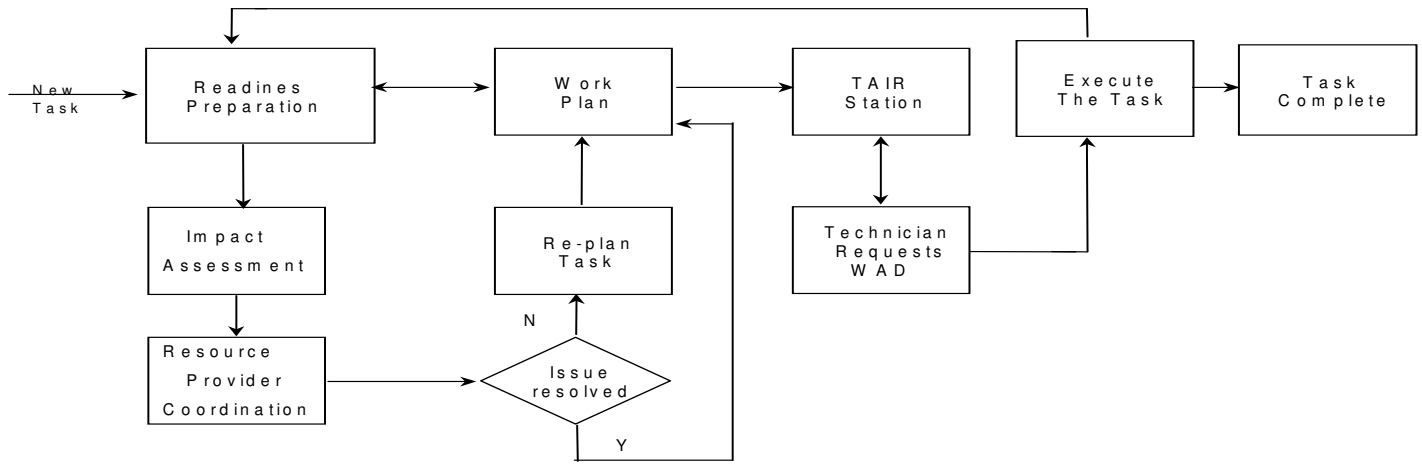 New
Task
Readines
Preparation
Work
Plan
TAIR
Station
Execute
The Task
Task
Complete
Impact
Assessment
Re-plan
Task
Technician
Requests
WAD
N
Resource
Provider
Coordination
Issue
resolved
Y